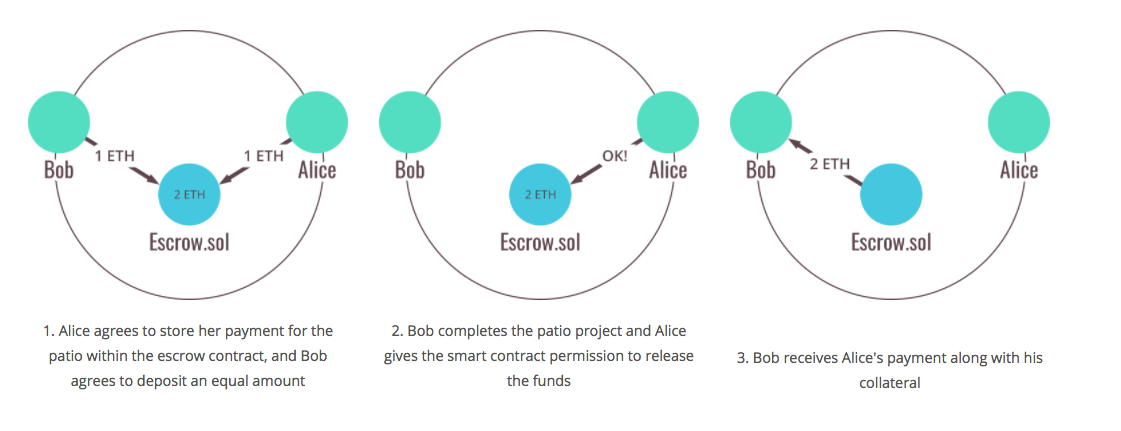 1 ETH
1 ETH
Bob
Alice
2 ETH
Escrow.sol
1. Alice agrees to store her payment for the
patio within the escrow contract, and Bob
agrees to deposit an equal amount
OK!
Bob
Alice
2 ETH
Escrow.sol
2. Bob completes the patio project and Alice
gives the smart contract permission to release
the funds
2 ETH
Bob
Alice
Escrow.sol
3. Bob receives Alice's payment along with his
collateral